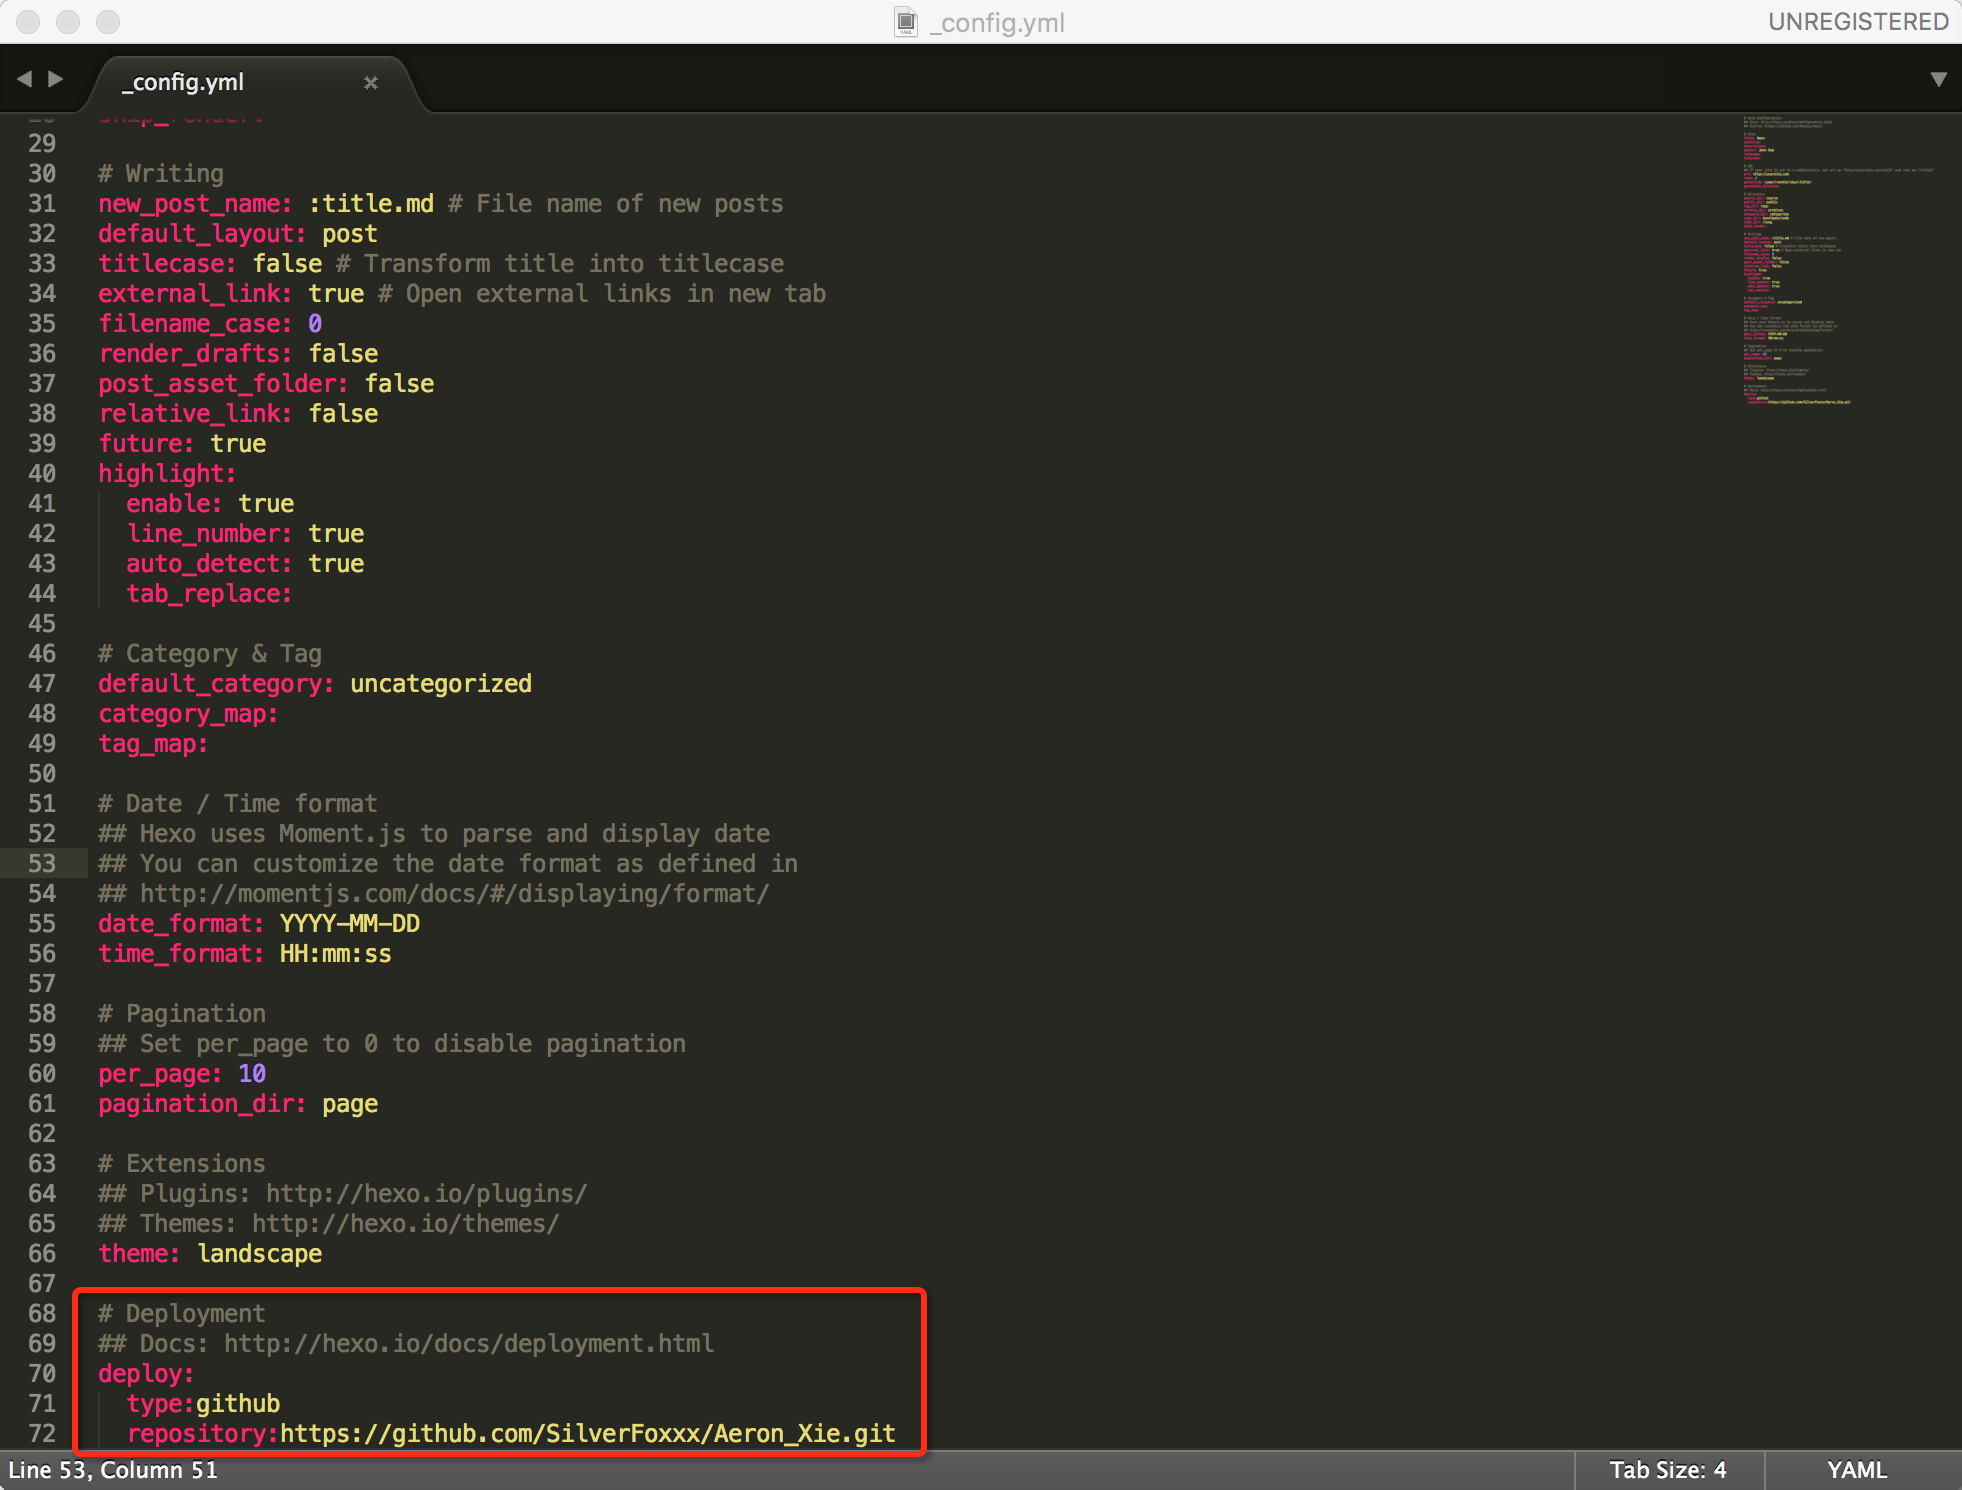 _config.yml
UNREGISTERED
_config.yml
29
30 # Writing
31 new_post_name: :title.md # File name of new posts
32 default_layout: post
33 titlecase: false # Transform title into titlecase
34 external_link: true # Open external links in new tab
35 filename_case: 0
36 render_drafts: false
37 post_asset_folder: false
38 relative_link: false
39 future: true
40 highlight:
41   enable: true
42   line_number: true
43   auto_detect: true
44   tab_replace:
45
46 # Category & Tag
47 default_category: uncategorized
48 category_map:
49 tag_map:
50
51 # Date / Time format
52 ## Hexo uses Moment.js to parse and display date
53 ## You can customize the date format as defined in
54 ## http://momentjs.com/docs/#/displaying/format/
55 date_format: YYYY-MM-DD
56 time_format: HH:mm:ss
57
58 # Pagination
59 ## Set per_page to 0 to disable pagination
60 per_page: 10
61 pagination_dir: page
62
63 # Extensions
64 ## Plugins: http://hexo.io/plugins/
65 ## Themes: http://hexo.io/themes/
66 theme: landscape
67
68 # Deployment
69 ## Docs: http://hexo.io/docs/deployment.html
70 deploy:
71   type:github
72   repository:https://github.com/SilverFoxxx/Aeron_Xie.git
Line 53, Column 51
Tab Size: 4
YAML